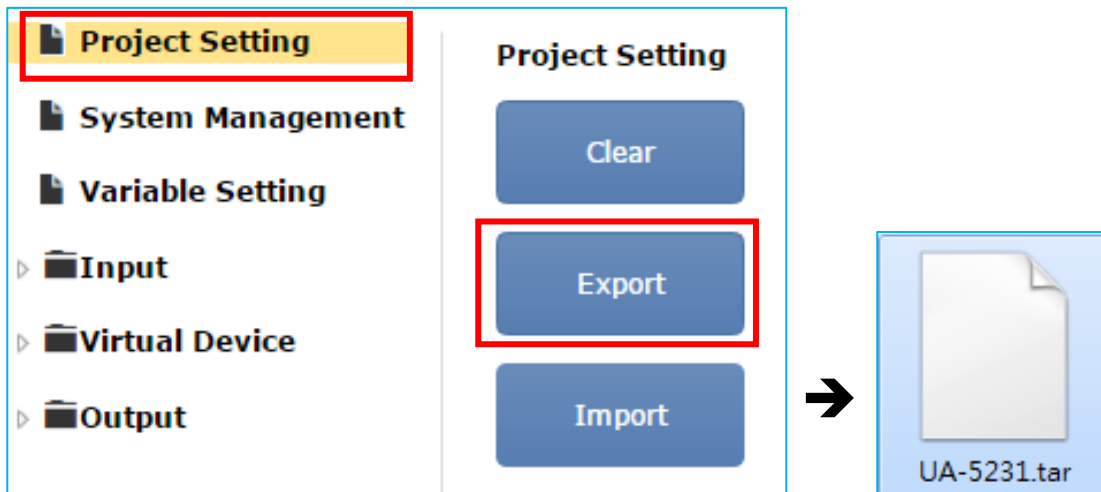 Project Setting
System Management
Variable Setting
Input
Virtual Device
Output
Project Setting
Clear
Export
Import
UA-5231.tar